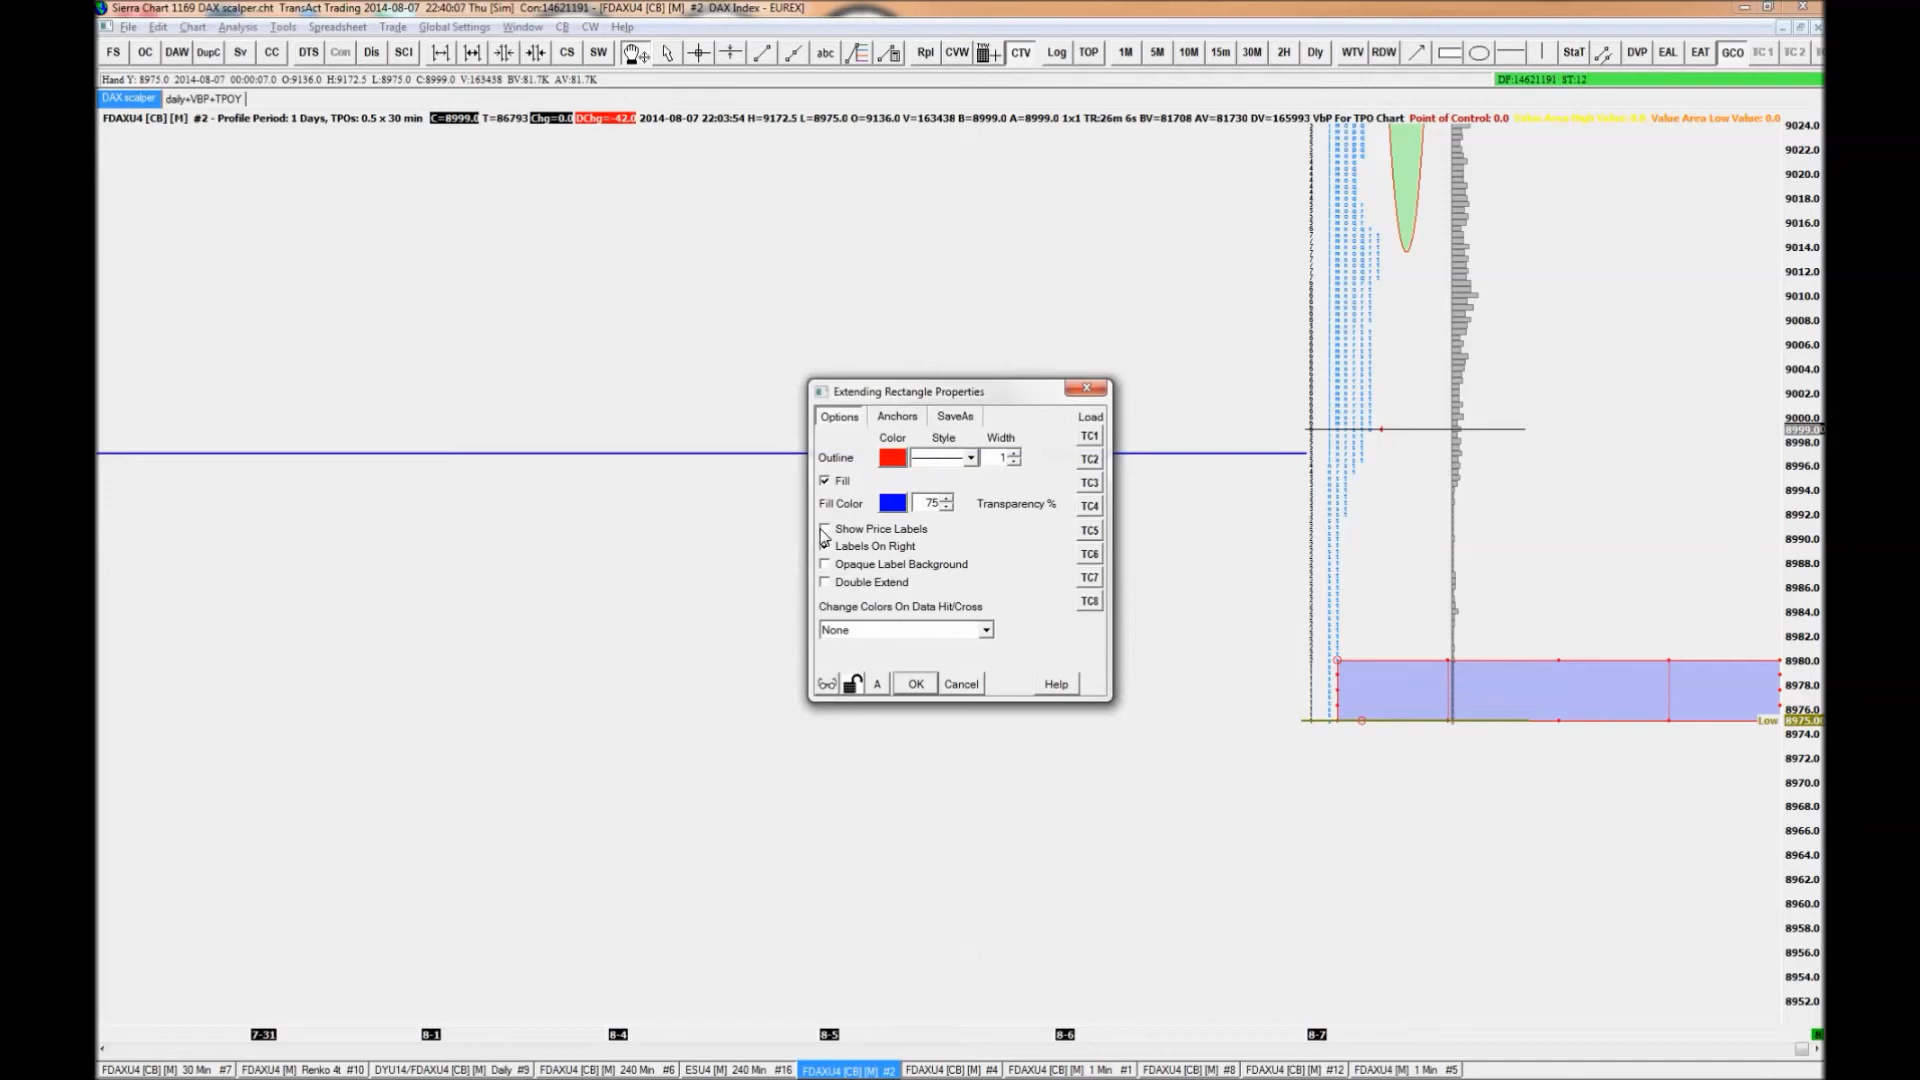 Sierra Chart 1169 DAX scalper.cht TransAct Trading 2014-08-07 22:40:07 Thu [Sim] Con:14621191 - [FDAXU4 [CB] [M] #2 DAX Index - EUREX]
File Edit Chart Analysis Tools Spreadsheet Trade Global Settings Window CB CW Help
FS OC DAW DupC Sv CC DTS Con Dis SCI CS SW abc Rpl CVW CTV Log TOP 1M 5M 10M 15m 30M 2H Dly WTV RDW StaT DVP EAL EAT GCO TC 1 TC 2
Hand Y: 8975.0 2014-08-07 00:00:07.0 O:9136.0 H:9172.5 L:8975.0 C:8999.0 V:163438 BV:81.7K AV:81.7K DF:14621191 ST:12
DAX scalper daily+VBP+TPOY
FDAXU4 [CB] [M] #2 - Profile Period: 1 Days, TPOs: 0.5 x 30 min C=8999.0 T=86793 Chg=0.0 DChg=-42.0 2014-08-07 22:03:54 H=9172.5 L=8975.0 O=9136.0 V=163438 B=8999.0 A=8999.0 1x1 TR:26m 6s BV=81708 AV=81730 DV=165993 VbP For TPO Chart Point of Control: 0.0 Value Area High Value: 0.0 Value Area Low Value: 0.0
9024.0
9022.0
9020.0
9018.0
9016.0
9014.0
9012.0
9010.0
9008.0
9006.0
9004.0
9002.0
9000.0
8999.0
8998.0
8996.0
8994.0
8992.0
8990.0
8988.0
8986.0
8984.0
8982.0
8980.0
8978.0
8976.0
Low 8975.0
8974.0
8972.0
8970.0
8968.0
8966.0
8964.0
8962.0
8960.0
8958.0
8956.0
8954.0
8952.0
Extending Rectangle Properties
Options Anchors SaveAs Load
Color Style Width
Outline 1
Fill
Fill Color 75 Transparency %
Show Price Labels
Labels On Right
Opaque Label Background
Double Extend
Change Colors On Data Hit/Cross
None
TC1
TC2
TC3
TC4
TC5
TC6
TC7
TC8
A OK Cancel Help
7-31 8-1 8-4 8-5 8-6 8-7
FDAXU4 [CB] [M] 30 Min #7 FDAXU4 [M] Renko 4t #10 DYU14/FDAXU4 [CB] [M] Daily #9 FDAXU4 [CB] [M] 240 Min #6 ESU4 [M] 240 Min #16 FDAXU4 [CB] [M] #2 FDAXU4 [CB] [M] #4 FDAXU4 [CB] [M] 1 Min #1 FDAXU4 [CB] [M] #8 FDAXU4 [CB] [M] #12 FDAXU4 [M] 1 Min #5